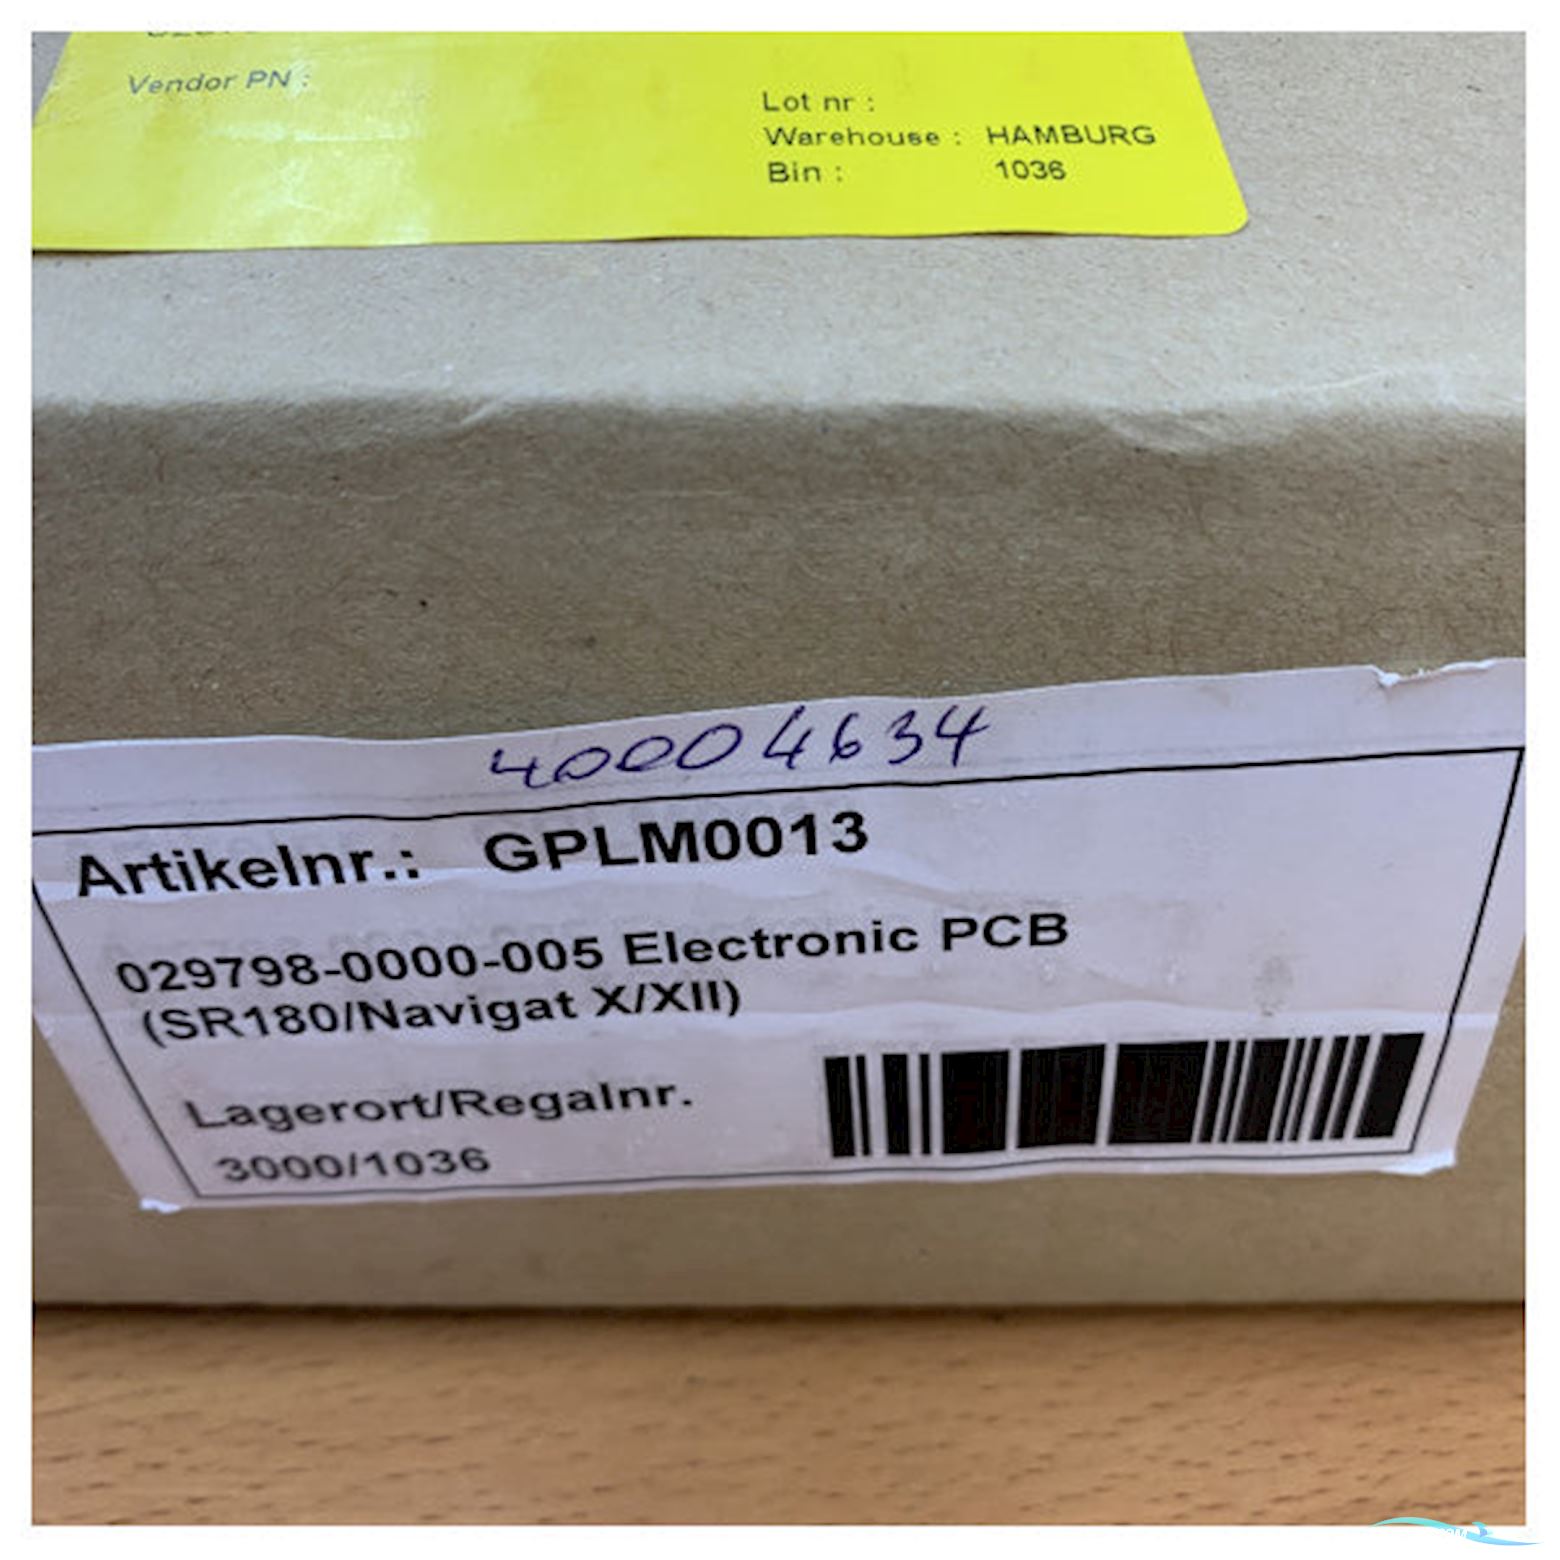 Vendor PN :
Lot nr :
Warehouse : HAMBURG
Bin : 1036
40004634
Artikelnr.: GPLM0013
029798-0000-005 Electronic PCB
(SR180/Navigat X/XII)
Lagerort/Regalnr.
3000/1036